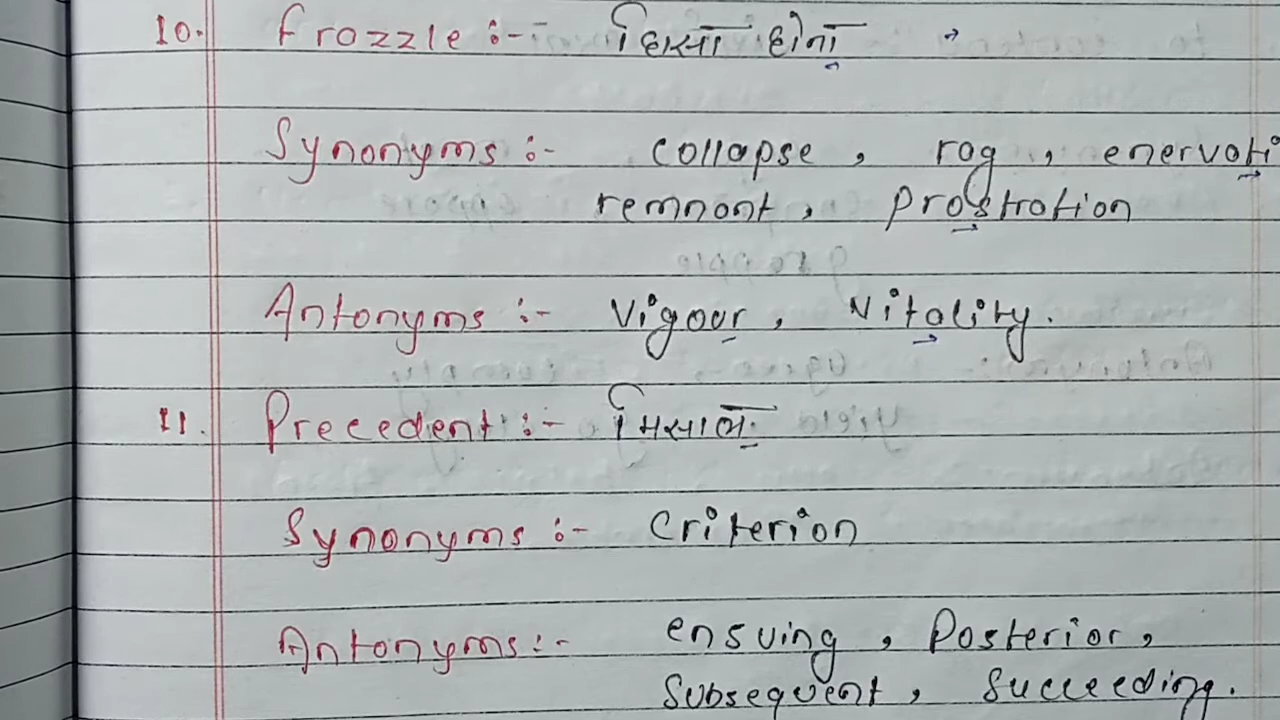 10. Frazzle :- घिसा होना
Synonyms :- collapse, rag, enervati
remnant, prostration
Antonyms :- Vigour, Vitality.
11. Precedent :- मिसाल
Synonyms :- Criterion
Antonyms :- ensuing, Posterior,
Subsequent, Succeeding.